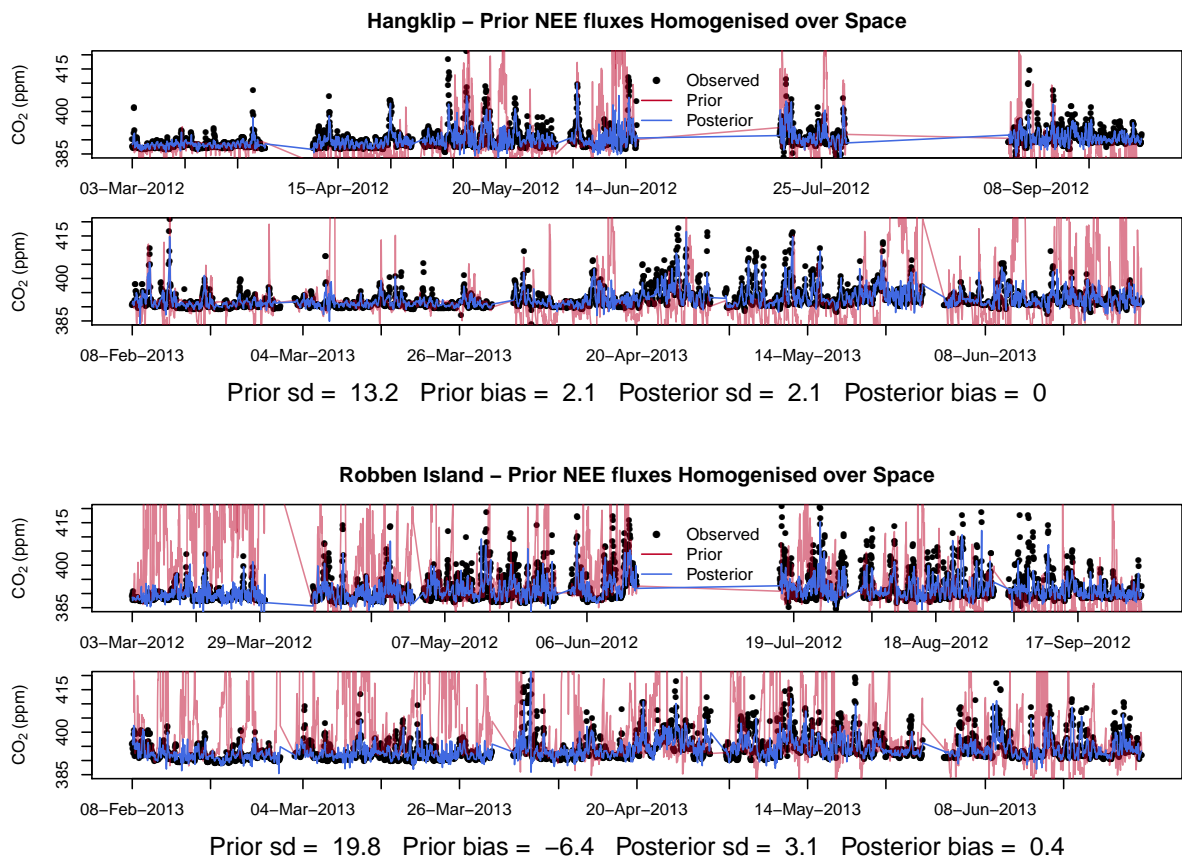 Hangklip – Prior NEE fluxes Homogenised over Space
CO2 (ppm)
385 400 415
Observed
Prior
Posterior
03−Mar−2012 15−Apr−2012 20−May−2012 14−Jun−2012 25−Jul−2012 08−Sep−2012
CO2 (ppm)
385 400 415
08−Feb−2013 04−Mar−2013 26−Mar−2013 20−Apr−2013 14−May−2013 08−Jun−2013
Prior sd = 13.2 Prior bias = 2.1 Posterior sd = 2.1 Posterior bias = 0
Robben Island – Prior NEE fluxes Homogenised over Space
CO2 (ppm)
385 400 415
Observed
Prior
Posterior
03−Mar−2012 29−Mar−2012 07−May−2012 06−Jun−2012 19−Jul−2012 18−Aug−2012 17−Sep−2012
CO2 (ppm)
385 400 415
08−Feb−2013 04−Mar−2013 26−Mar−2013 20−Apr−2013 14−May−2013 08−Jun−2013
Prior sd = 19.8 Prior bias = −6.4 Posterior sd = 3.1 Posterior bias = 0.4